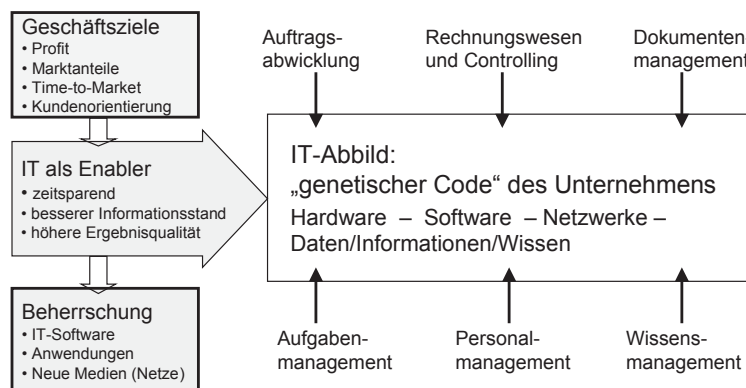 Geschäftsziele
• Profit
• Marktanteile
• Time-to-Market
• Kundenorientierung
IT als Enabler
• zeitsparend
• besserer Informationsstand
• höhere Ergebnisqualität
Beherrschung
• IT-Software
• Anwendungen
• Neue Medien (Netze)
Auftrags-
abwicklung
Rechnungswesen
und Controlling
Dokumenten-
management
IT-Abbild:
„genetischer Code“ des Unternehmens
Hardware – Software – Netzwerke –
Daten/Informationen/Wissen
Aufgaben-
management
Personal-
management
Wissens-
management